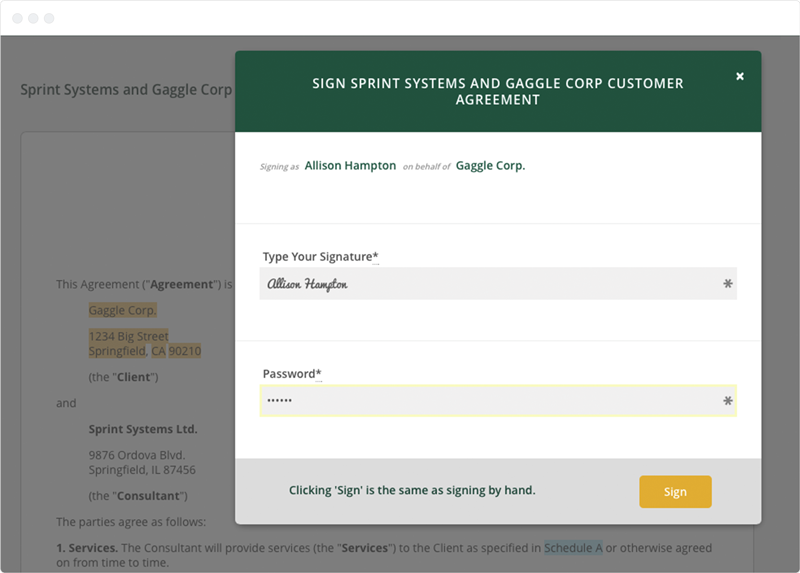 Sprint Systems and Gaggle Corp
SIGN SPRINT SYSTEMS AND GAGGLE CORP CUSTOMER
AGREEMENT
×
Signing as Allison Hampton on behalf of Gaggle Corp.
Type Your Signature*
Allison Hampton *
Password*
•••••• *
Clicking 'Sign' is the same as signing by hand.
Sign
This Agreement ("Agreement") is
Gaggle Corp.
1234 Big Street
Springfield, CA 90210
(the "Client")
and
Sprint Systems Ltd.
9876 Ordova Blvd.
Springfield, IL 87456
(the "Consultant")
The parties agree as follows:
1. Services. The Consultant will provide services (the "Services") to the Client as specified in Schedule A or otherwise agreed
on from time to time.